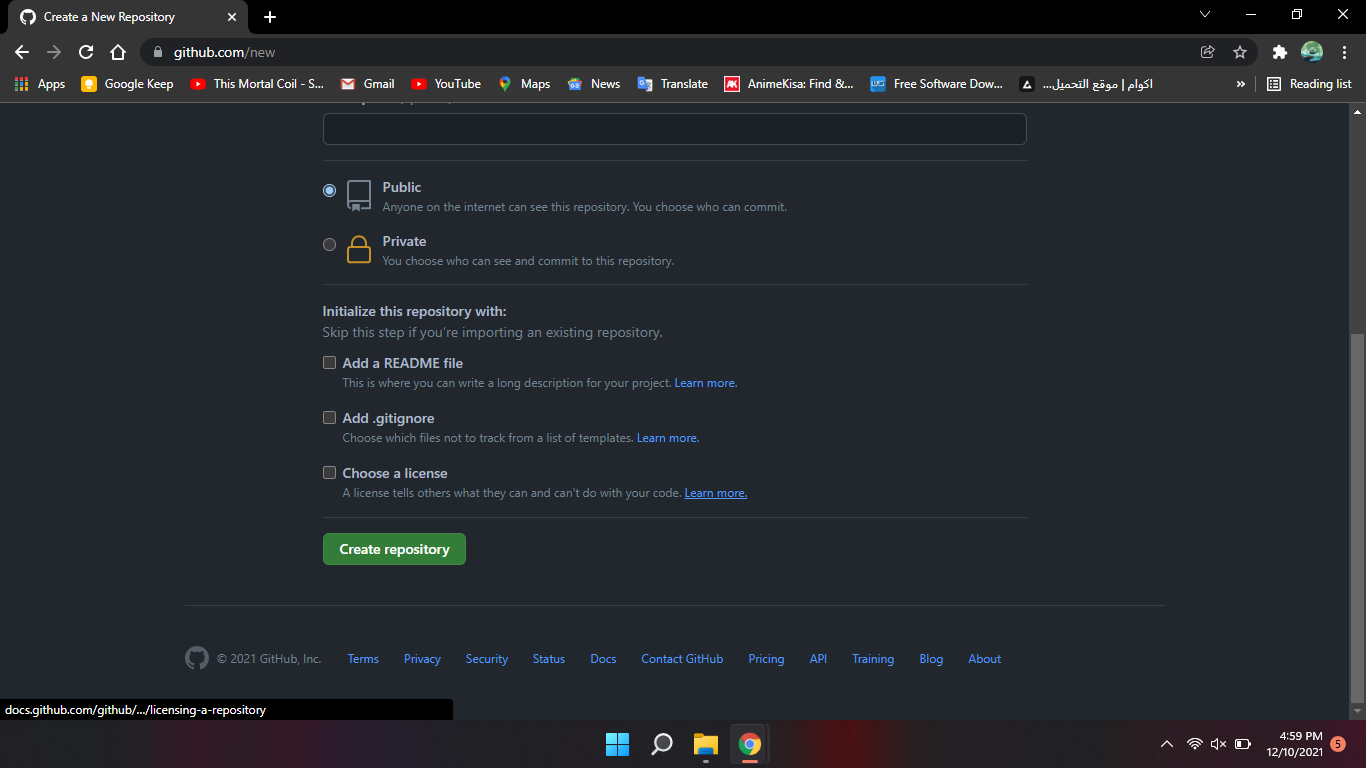 Create a New Repository
github.com/new
Apps Google Keep This Mortal Coil - S... Gmail YouTube Maps News Translate AnimeKisa: Find &... Free Software Dow... اكوام | موقع التحميل... » Reading list
Public
Anyone on the internet can see this repository. You choose who can commit.
Private
You choose who can see and commit to this repository.
Initialize this repository with:
Skip this step if you're importing an existing repository.
Add a README file
This is where you can write a long description for your project. Learn more.
Add .gitignore
Choose which files not to track from a list of templates. Learn more.
Choose a license
A license tells others what they can and can't do with your code. Learn more.
Create repository
© 2021 GitHub, Inc. Terms Privacy Security Status Docs Contact GitHub Pricing API Training Blog About
docs.github.com/github/.../licensing-a-repository
4:59 PM
12/10/2021 5